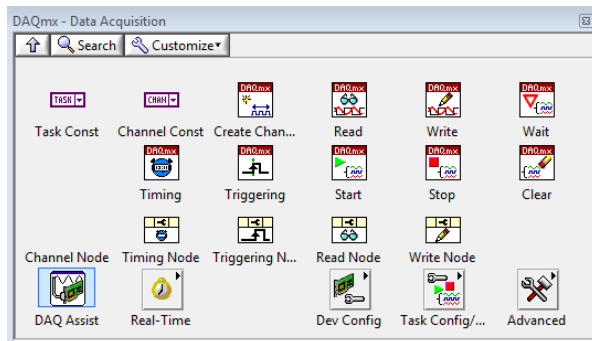 DAQmx - Data Acquisition
Search Customize
TASK CHAN DAQmx DAQmx DAQmx DAQmx
Task Const Channel Const Create Chan... Read Write Wait
DAQmx DAQmx DAQmx DAQmx DAQmx
Timing Triggering Start Stop Clear
Channel Node Timing Node Triggering N... Read Node Write Node
DAQ Assist Real-Time Dev Config Task Config/... Advanced